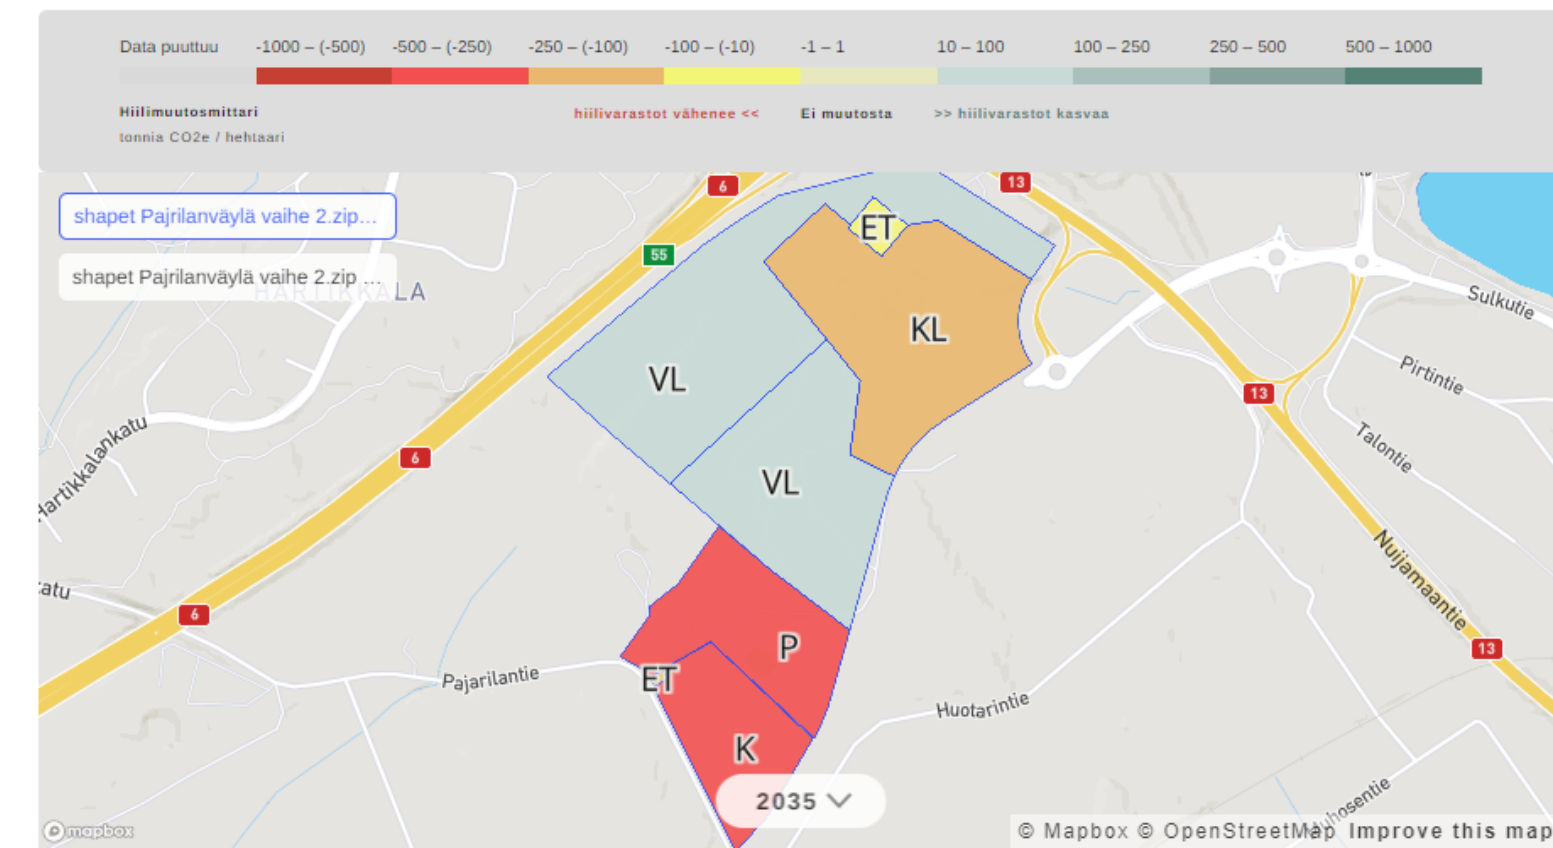 Data puuttuu -1000 – (-500) -500 – (-250) -250 – (-100) -100 – (-10) -1 – 1 10 – 100 100 – 250 250 – 500 500 – 1000
Hiilimuutosmittari hiilivarastot vähenee << Ei muutosta >> hiilivarastot kasvaa
tonnia CO2e / hehtaari
6
13
shapet Pajrilanväylä vaihe 2.zip...
ET
55
shapet Pajrilanväylä vaihe 2.zip ...
HARTIKKALA
Sulkutie
KL
VL
Pirtintie
13
Hartikkalankatu
Talontie
6
VL
Nuijamaantie
atu
6
P
13
ET
Pajarilantie
Huotarintie
K
2035
uhosentie
mapbox
© Mapbox © OpenStreetMap Improve this map